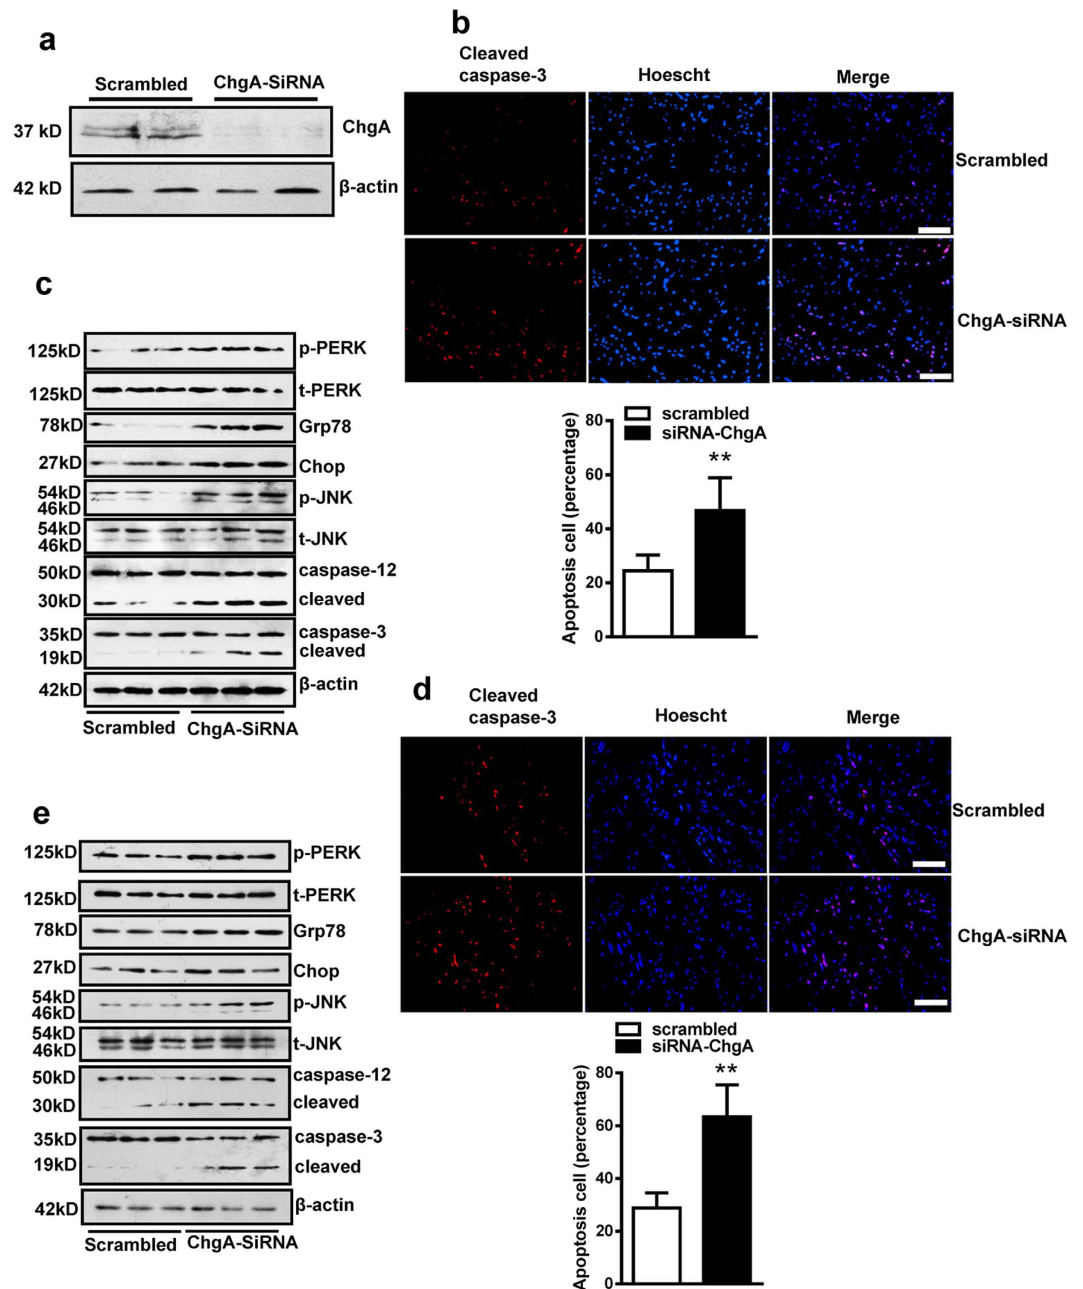 a
Scrambled ChgA-SiRNA
37 kD ChgA
42 kD β-actin
b
Cleaved
caspase-3 Hoescht Merge
Scrambled
ChgA-siRNA
80
60
40
20
0
Apoptosis cell (percentage)
scrambled
siRNA-ChgA
**
c
125kD p-PERK
125kD t-PERK
78kD Grp78
27kD Chop
54kD
46kD p-JNK
54kD
46kD t-JNK
50kD caspase-12
30kD cleaved
35kD caspase-3
19kD cleaved
42kD β-actin
Scrambled ChgA-SiRNA
d
Cleaved
caspase-3 Hoescht Merge
Scrambled
ChgA-siRNA
scrambled
siRNA-ChgA
80
60
40
20
0
Apoptosis cell (percentage)
**
e
125kD p-PERK
125kD t-PERK
78kD Grp78
27kD Chop
54kD
46kD p-JNK
54kD
46kD t-JNK
50kD caspase-12
30kD cleaved
35kD caspase-3
19kD cleaved
42kD β-actin
Scrambled ChgA-SiRNA